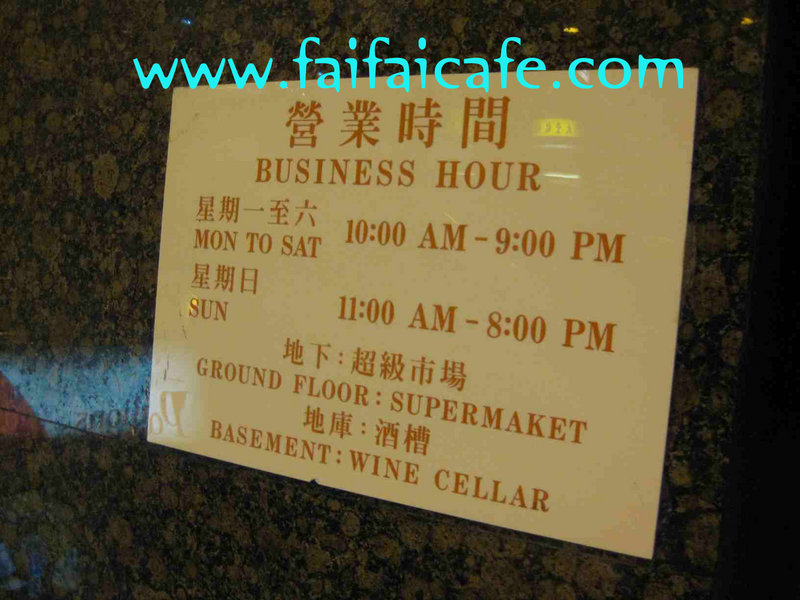 www.faifaicafe.com
營業時間
BUSINESS HOUR
星期一至六
MON TO SAT 10:00 AM - 9:00 PM
星期日
SUN 11:00 AM - 8:00 PM
地下：超級市場
GROUND FLOOR: SUPERMAKET
地庫：酒槽
BASEMENT: WINE CELLAR